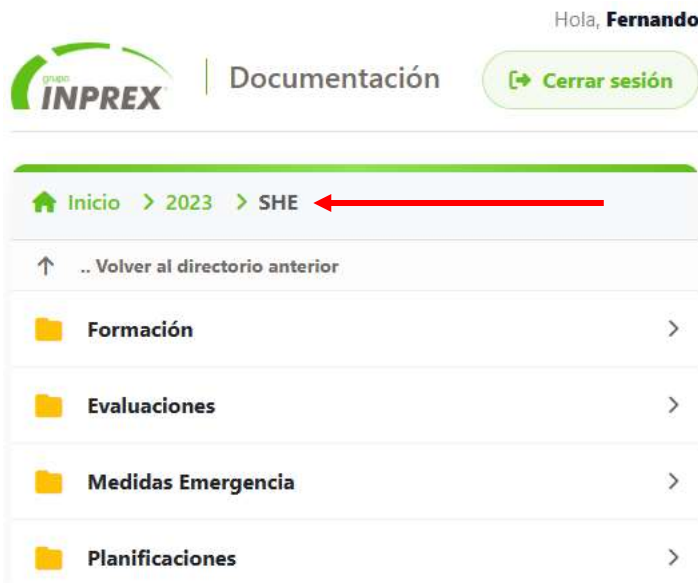 Hola, Fernando
grupo
INPREX
Documentación
Cerrar sesión
Inicio > 2023 > SHE
.. Volver al directorio anterior
Formación
Evaluaciones
Medidas Emergencia
Planificaciones